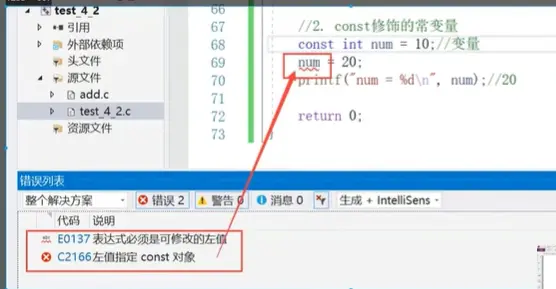 test_4_2
引用
外部依赖项
头文件
源文件
add.c
test_4_2.c
资源文件
66
67 //2. const修饰的常变量
68 const int num = 10;//变量
69 num = 20;
70 printf("num = %d\n", num);//20
71
72 return 0;
73 }
错误列表
整个解决方案 错误 2 警告 0 消息 0 生成 + IntelliSens
代码 说明
E0137 表达式必须是可修改的左值
C2166 左值指定 const 对象